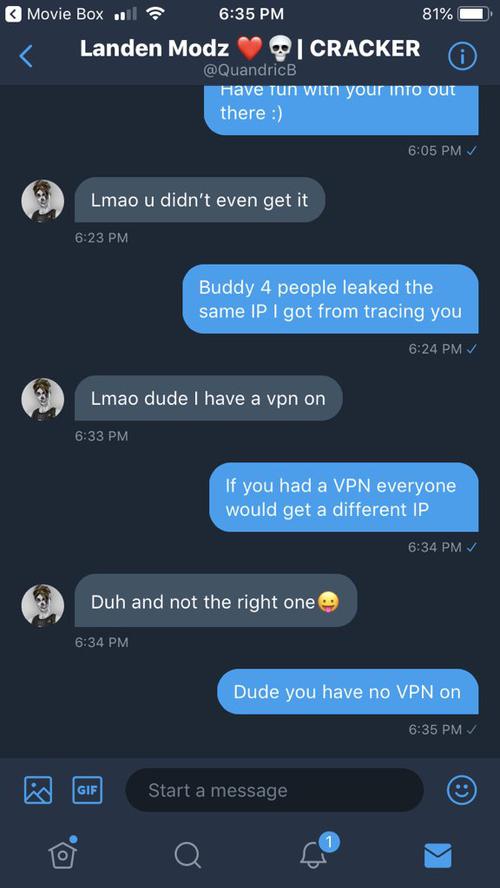 Movie Box 6:35 PM 81%
Landen Modz ❤️💀| CRACKER
@QuandricB
Have fun with your info out
there :)
6:05 PM ✓
Lmao u didn’t even get it
6:23 PM
Buddy 4 people leaked the
same IP I got from tracing you
6:24 PM ✓
Lmao dude I have a vpn on
6:33 PM
If you had a VPN everyone
would get a different IP
6:34 PM ✓
Duh and not the right one😛
6:34 PM
Dude you have no VPN on
6:35 PM ✓
GIF
Start a message
1